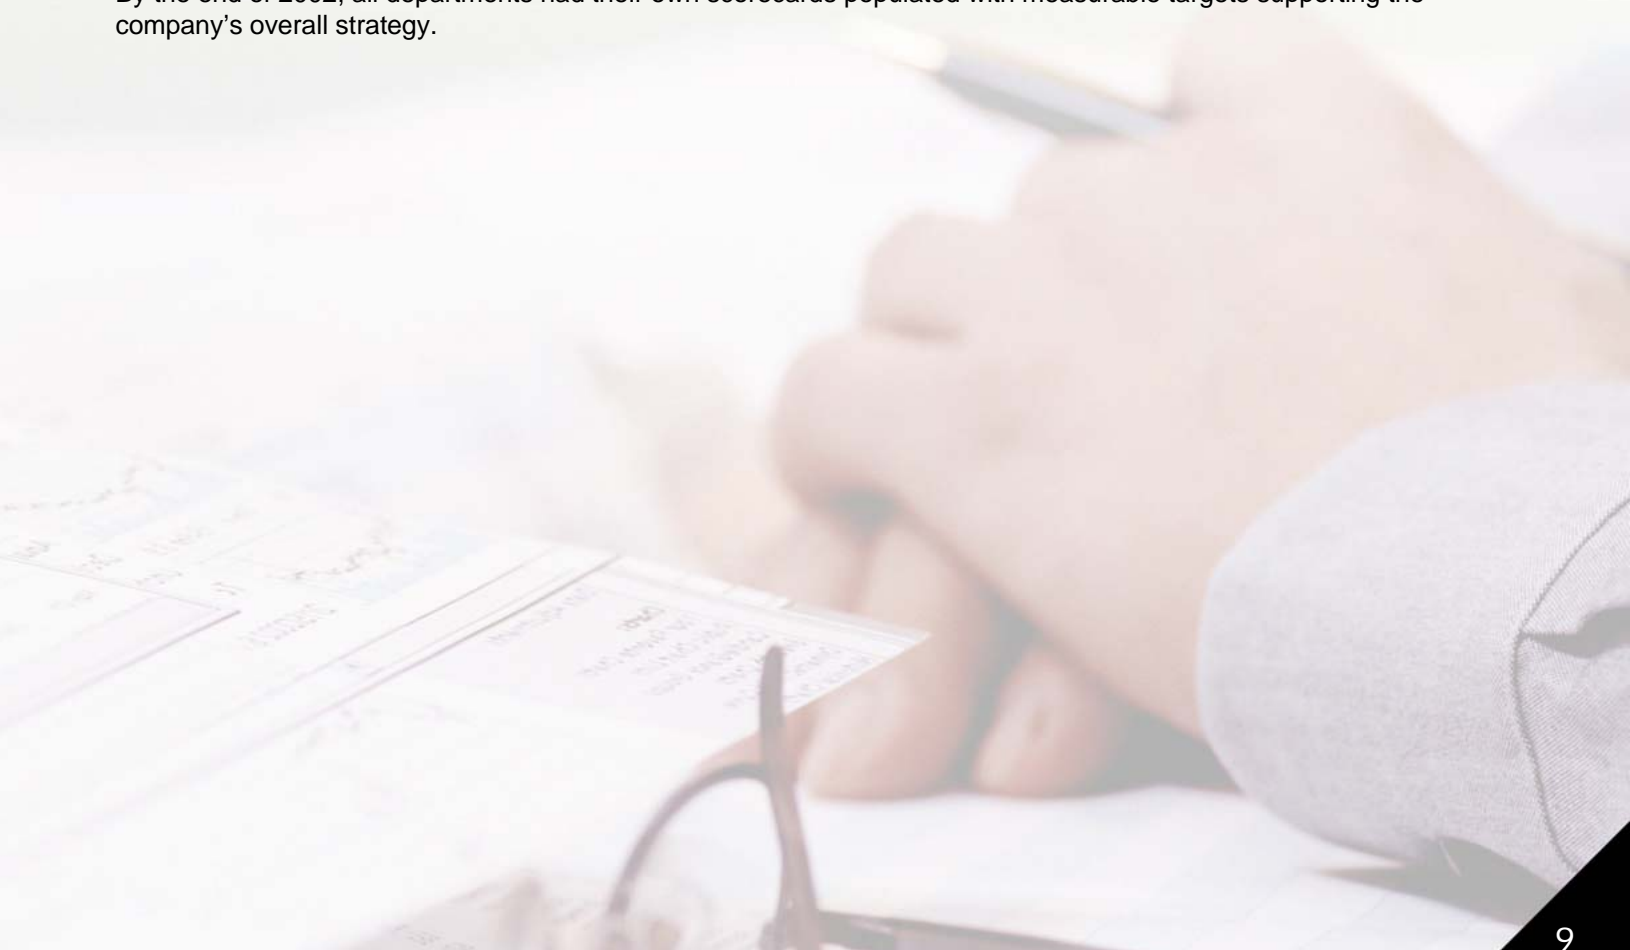 By the end of 2002, all departments had their own scorecards populated with measurable targets supporting the
company's overall strategy.
9